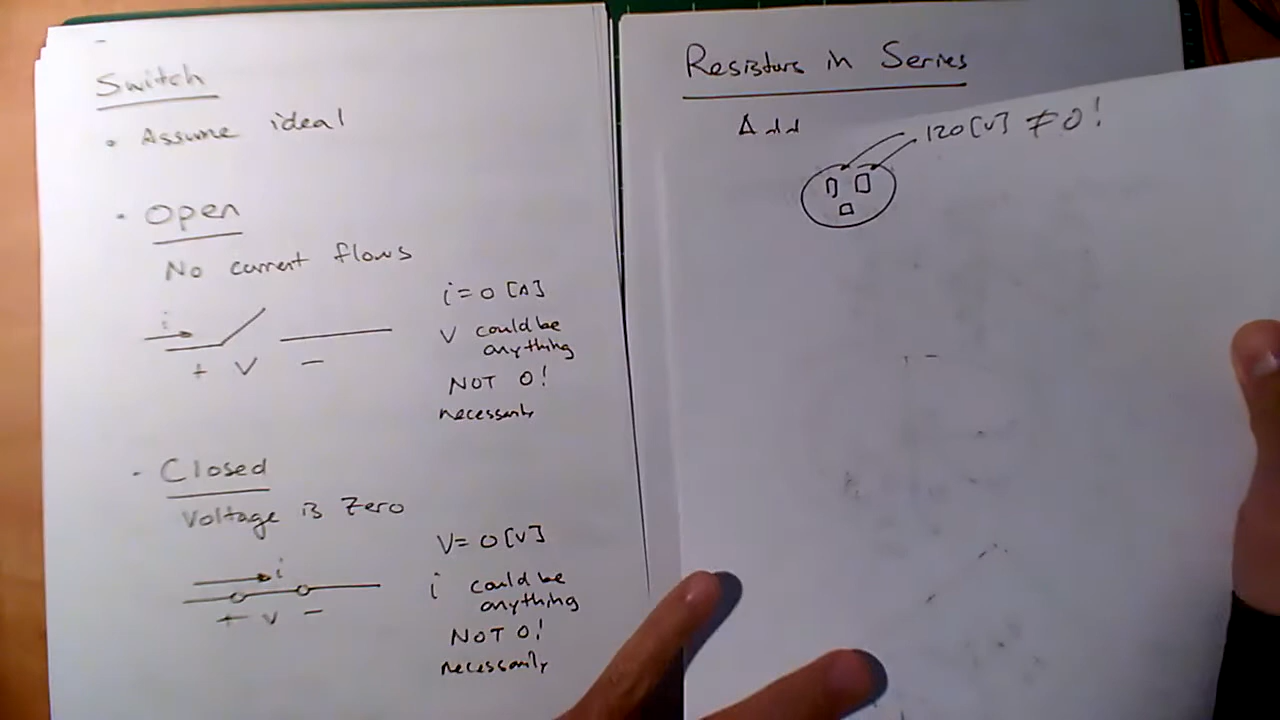 Switch
• Assume ideal
• Open
No current flows
i
+ V −
i = 0 [A]
V could be
anything
NOT 0!
necessarily
• Closed
Voltage is Zero
i
+ V −
V = 0 [V]
i could be
anything
NOT 0!
necessarily
Resistors in Series
Add
120 [V] ≠ 0!